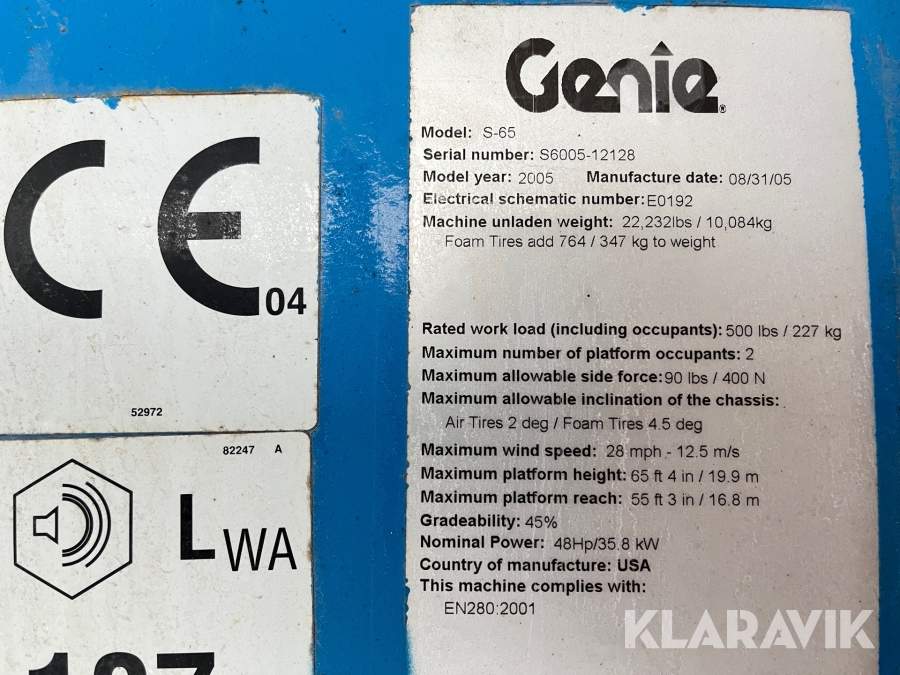 CE 04
52972
82247 A
LWA
Genie
Model: S-65
Serial number: S6005-12128
Model year: 2005 Manufacture date: 08/31/05
Electrical schematic number: E0192
Machine unladen weight: 22,232lbs / 10,084kg
Foam Tires add 764 / 347 kg to weight
Rated work load (including occupants): 500 lbs / 227 kg
Maximum number of platform occupants: 2
Maximum allowable side force: 90 lbs / 400 N
Maximum allowable inclination of the chassis:
Air Tires 2 deg / Foam Tires 4.5 deg
Maximum wind speed: 28 mph - 12.5 m/s
Maximum platform height: 65 ft 4 in / 19.9 m
Maximum platform reach: 55 ft 3 in / 16.8 m
Gradeability: 45%
Nominal Power: 48Hp/35.8 kW
Country of manufacture: USA
This machine complies with:
EN280:2001
KLARAVIK